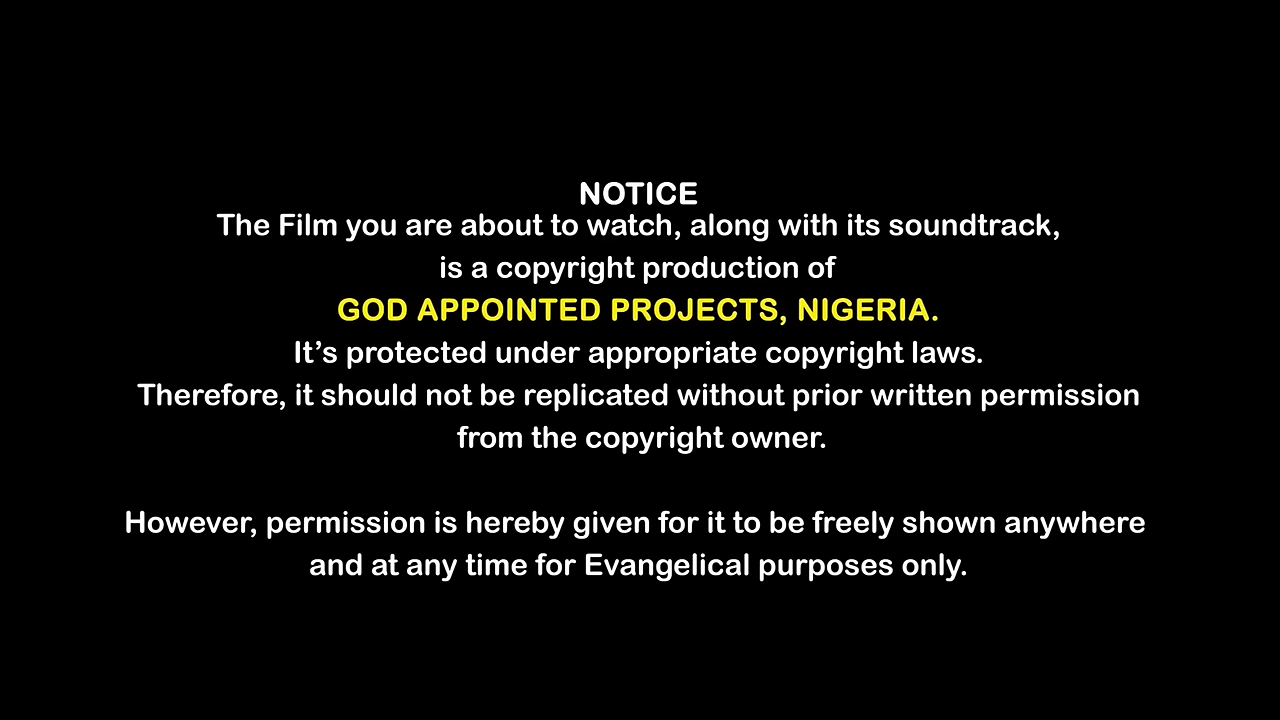 NOTICE
The Film you are about to watch, along with its soundtrack,
is a copyright production of
GOD APPOINTED PROJECTS, NIGERIA.
It’s protected under appropriate copyright laws.
Therefore, it should not be replicated without prior written permission
from the copyright owner.
However, permission is hereby given for it to be freely shown anywhere
and at any time for Evangelical purposes only.